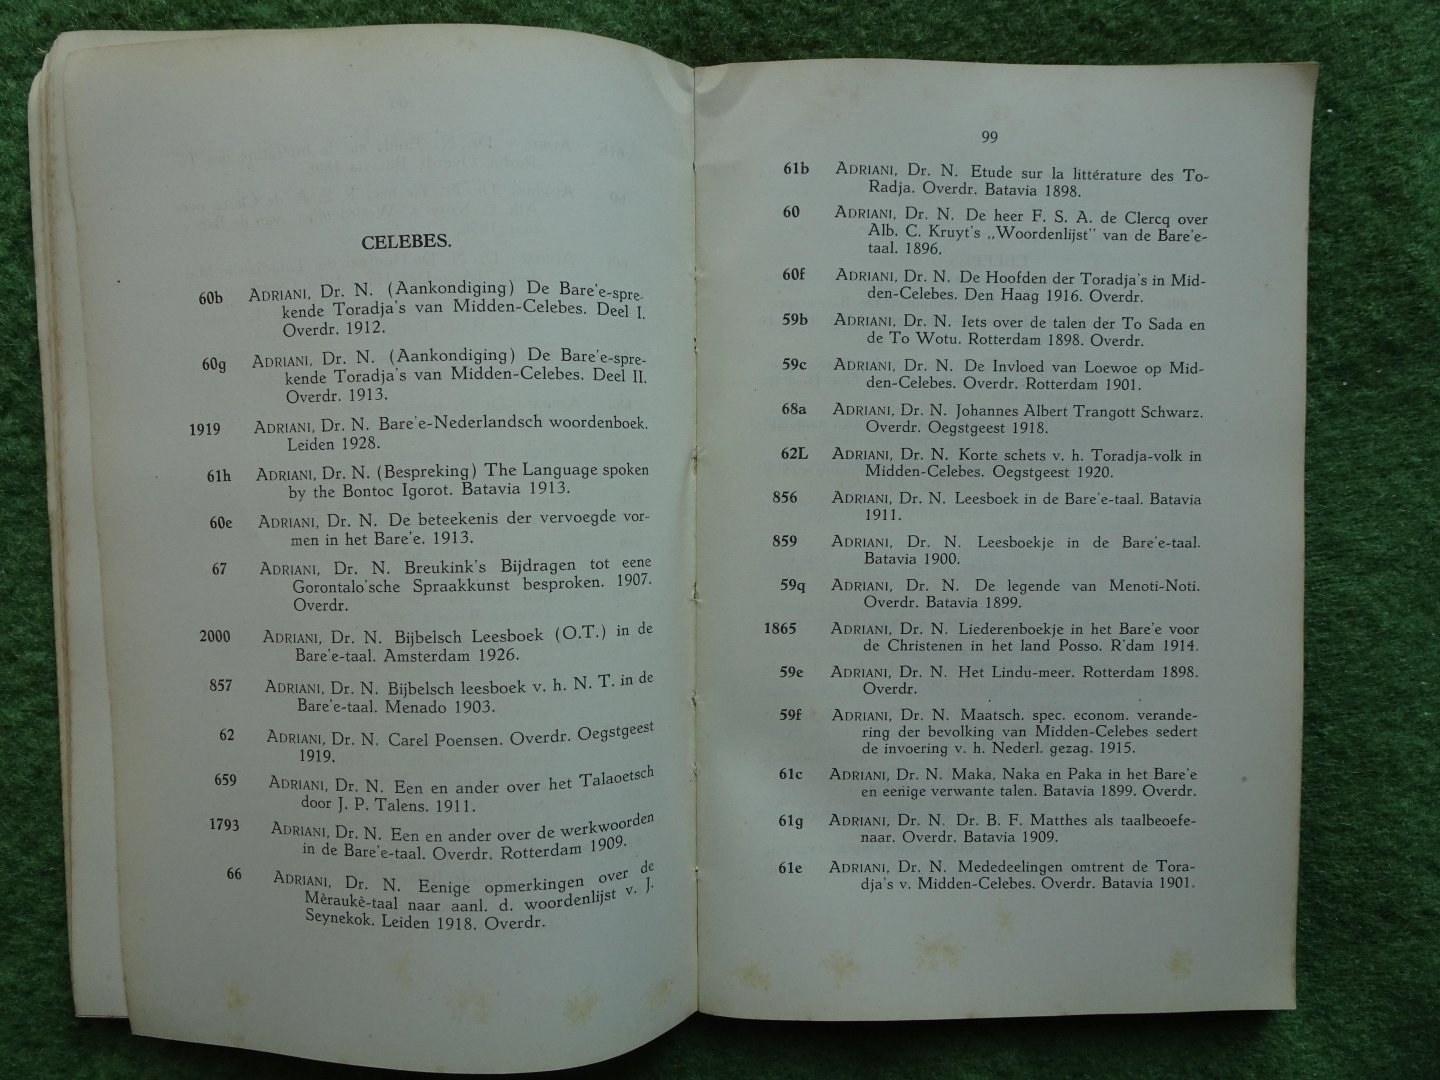 CELEBES.
60b ADRIANI, Dr. N. (Aankondiging) De Bare'e-spre-
kende Toradja's van Midden-Celebes. Deel I.
Overdr. 1912.
60g ADRIANI, Dr. N. (Aankondiging) De Bare'e-spre-
kende Toradja's van Midden-Celebes. Deel II.
Overdr. 1913.
1919 ADRIANI, Dr. N. Bare'e-Nederlandsch woordenboek.
Leiden 1928.
61h ADRIANI, Dr. N. (Bespreking) The Language spoken
by the Bontoc Igorot. Batavia 1913.
60e ADRIANI, Dr. N. De beteekenis der vervoegde vor-
men in het Bare'e. 1913.
67 ADRIANI, Dr. N. Breukink's Bijdragen tot eene
Gorontalo'sche Spraakkunst besproken. 1907.
Overdr.
2000 ADRIANI, Dr. N. Bijbelsch Leesboek (O.T.) in de
Bare'e-taal. Amsterdam 1926.
857 ADRIANI, Dr. N. Bijbelsch leesboek v. h. N. T. in de
Bare'e-taal. Menado 1903.
62 ADRIANI, Dr. N. Carel Poensen. Overdr. Oegstgeest
1919.
659 ADRIANI, Dr. N. Een en ander over het Talaoetsch
door J. P. Talens. 1911.
1793 ADRIANI, Dr. N. Een en ander over de werkwoorden
in de Bare'e-taal. Overdr. Rotterdam 1909.
66 ADRIANI, Dr. N. Eenige opmerkingen over de
Mèraukè-taal naar aanl. d. woordenlijst v. J.
Seynekok. Leiden 1918. Overdr.
99
61b ADRIANI, Dr. N. Etude sur la littérature des To-
Radja. Overdr. Batavia 1898.
60 ADRIANI, Dr. N. De heer F. S. A. de Clercq over
Alb. C. Kruyt's „Woordenlijst" van de Bare'e-
taal. 1896.
60f ADRIANI, Dr. N. De Hoofden der Toradja's in Mid-
den-Celebes. Den Haag 1916. Overdr.
59b ADRIANI, Dr. N. Iets over de talen der To Sada en
de To Wotu. Rotterdam 1898. Overdr.
59c ADRIANI, Dr. N. De Invloed van Loewoe op Mid-
den-Celebes. Overdr. Rotterdam 1901.
68a ADRIANI, Dr. N. Johannes Albert Trangott Schwarz.
Overdr. Oegstgeest 1918.
62L ADRIANI, Dr. N. Korte schets v. h. Toradja-volk in
Midden-Celebes. Oegstgeest 1920.
856 ADRIANI, Dr. N. Leesboek in de Bare'e-taal. Batavia
1911.
859 ADRIANI, Dr. N. Leesboekje in de Bare'e-taal.
Batavia 1900.
59q ADRIANI, Dr. N. De legende van Menoti-Noti.
Overdr. Batavia 1899.
1865 ADRIANI, Dr. N. Liederenboekje in het Bare'e voor
de Christenen in het land Posso. R'dam 1914.
59e ADRIANI, Dr. N. Het Lindu-meer. Rotterdam 1898.
Overdr.
59f ADRIANI, Dr. N. Maatsch. spec. econom. verande-
ring der bevolking van Midden-Celebes sedert
de invoering v. h. Nederl. gezag. 1915.
61c ADRIANI, Dr. N. Maka, Naka en Paka in het Bare'e
en eenige verwante talen. Batavia 1899. Overdr.
61g ADRIANI, Dr. N. Dr. B. F. Matthes als taalbeoefe-
naar. Overdr. Batavia 1909.
61e ADRIANI, Dr. N. Mededeelingen omtrent de Tora-
dja's v. Midden-Celebes. Overdr. Batavia 1901.